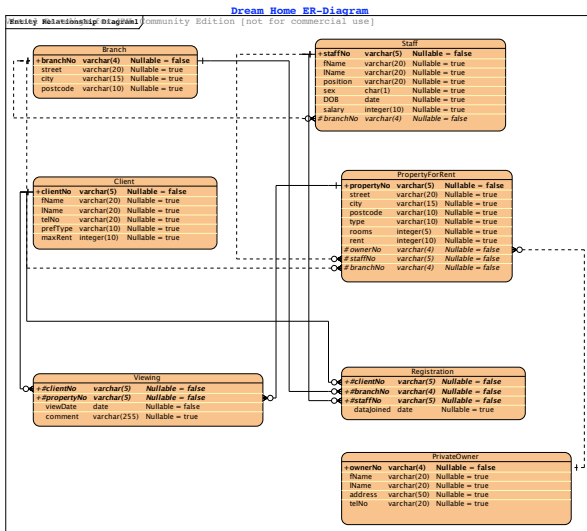 Dream Home ER-Diagram
Entity Relationship Diagram1
Community Edition [not for commercial use]
Branch
+branchNo varchar(4) Nullable = false
street varchar(20) Nullable = true
city varchar(15) Nullable = true
postcode varchar(10) Nullable = true
Staff
+staffNo varchar(5) Nullable = false
fName varchar(20) Nullable = true
lName varchar(20) Nullable = true
position varchar(20) Nullable = true
sex char(1) Nullable = true
DOB date Nullable = true
salary integer(10) Nullable = true
#branchNo varchar(4) Nullable = false
Client
+clientNo varchar(5) Nullable = false
fName varchar(20) Nullable = true
lName varchar(20) Nullable = true
telNo varchar(20) Nullable = true
prefType varchar(10) Nullable = true
maxRent integer(10) Nullable = true
PropertyForRent
+propertyNo varchar(5) Nullable = false
street varchar(20) Nullable = true
city varchar(15) Nullable = true
postcode varchar(10) Nullable = true
type varchar(10) Nullable = true
rooms integer(5) Nullable = true
rent integer(10) Nullable = true
#ownerNo varchar(4) Nullable = false
#staffNo varchar(5) Nullable = false
#branchNo varchar(4) Nullable = false
Viewing
+#clientNo varchar(5) Nullable = false
+#propertyNo varchar(5) Nullable = false
viewDate date Nullable = false
comment varchar(255) Nullable = true
Registration
+#clientNo varchar(5) Nullable = false
+#branchNo varchar(4) Nullable = false
+#staffNo varchar(5) Nullable = false
dataJoined date Nullable = true
PrivateOwner
+ownerNo varchar(4) Nullable = false
fName varchar(20) Nullable = true
lName varchar(20) Nullable = true
address varchar(50) Nullable = true
telNo varchar(20) Nullable = true